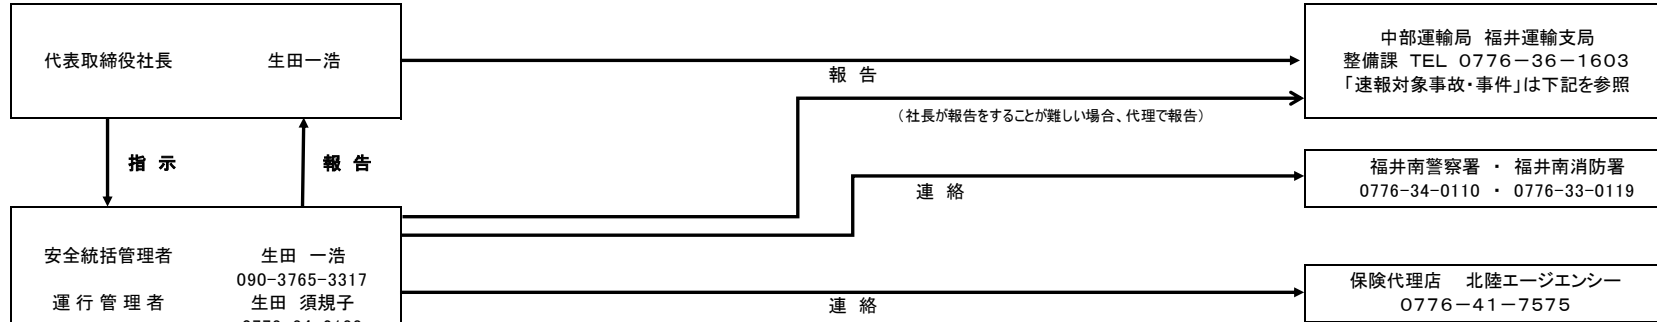 代表取締役社長　生田一浩
中部運輸局 福井運輸支局
整備課 TEL 0776－36－1603
「速報対象事故・事件」は下記を参照
報 告
（社長が報告をすることが難しい場合、代理で報告）
指 示　報 告
福井南警察署 ・ 福井南消防署
0776-34-0110 ・ 0776-33-0119
連 絡
安全統括管理者　生田 一浩
090-3765-3317
運 行 管 理 者　生田 須規子
保険代理店　北陸エージエンシー
0776－41－7575
連 絡